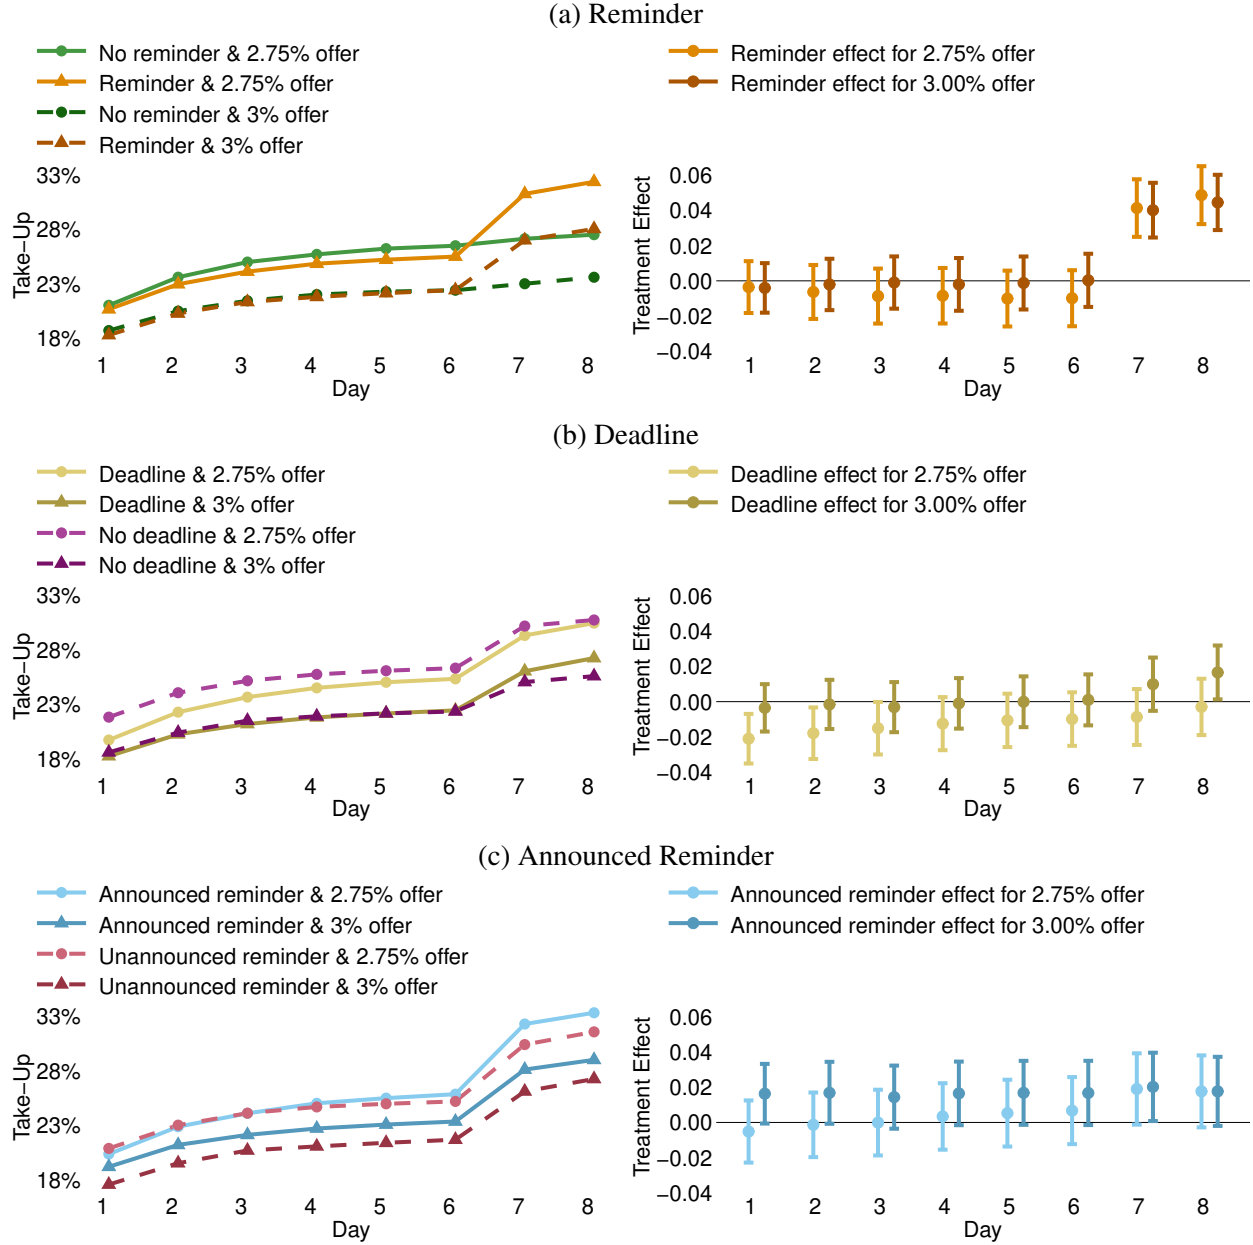 (a) Reminder
No reminder & 2.75% offer
Reminder & 2.75% offer
No reminder & 3% offer
Reminder & 3% offer
33%
28%
23%
18%
Take−Up
1 2 3 4 5 6 7 8
Day
Reminder effect for 2.75% offer
Reminder effect for 3.00% offer
0.06
0.04
0.02
0.00
−0.02
−0.04
Treatment Effect
1 2 3 4 5 6 7 8
Day
(b) Deadline
Deadline & 2.75% offer
Deadline & 3% offer
No deadline & 2.75% offer
No deadline & 3% offer
33%
28%
23%
18%
Take−Up
1 2 3 4 5 6 7 8
Day
Deadline effect for 2.75% offer
Deadline effect for 3.00% offer
0.06
0.04
0.02
0.00
−0.02
−0.04
Treatment Effect
1 2 3 4 5 6 7 8
Day
(c) Announced Reminder
Announced reminder & 2.75% offer
Announced reminder & 3% offer
Unannounced reminder & 2.75% offer
Unannounced reminder & 3% offer
33%
28%
23%
18%
Take−Up
1 2 3 4 5 6 7 8
Day
Announced reminder effect for 2.75% offer
Announced reminder effect for 3.00% offer
0.06
0.04
0.02
0.00
−0.02
−0.04
Treatment Effect
1 2 3 4 5 6 7 8
Day